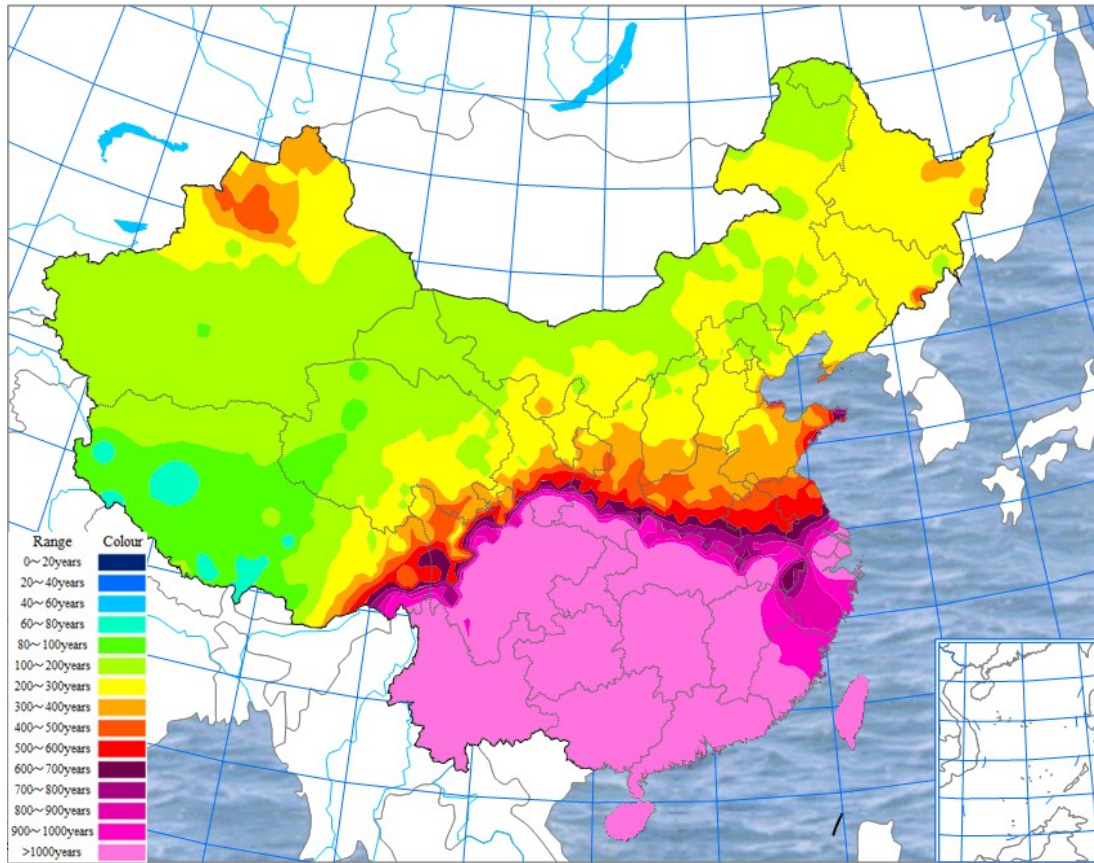 Range Colour
0～20years
20～40years
40～60years
60～80years
80～100years
100～200years
200～300years
300～400years
400～500years
500～600years
600～700years
700～800years
800～900years
900～1000years
>1000years